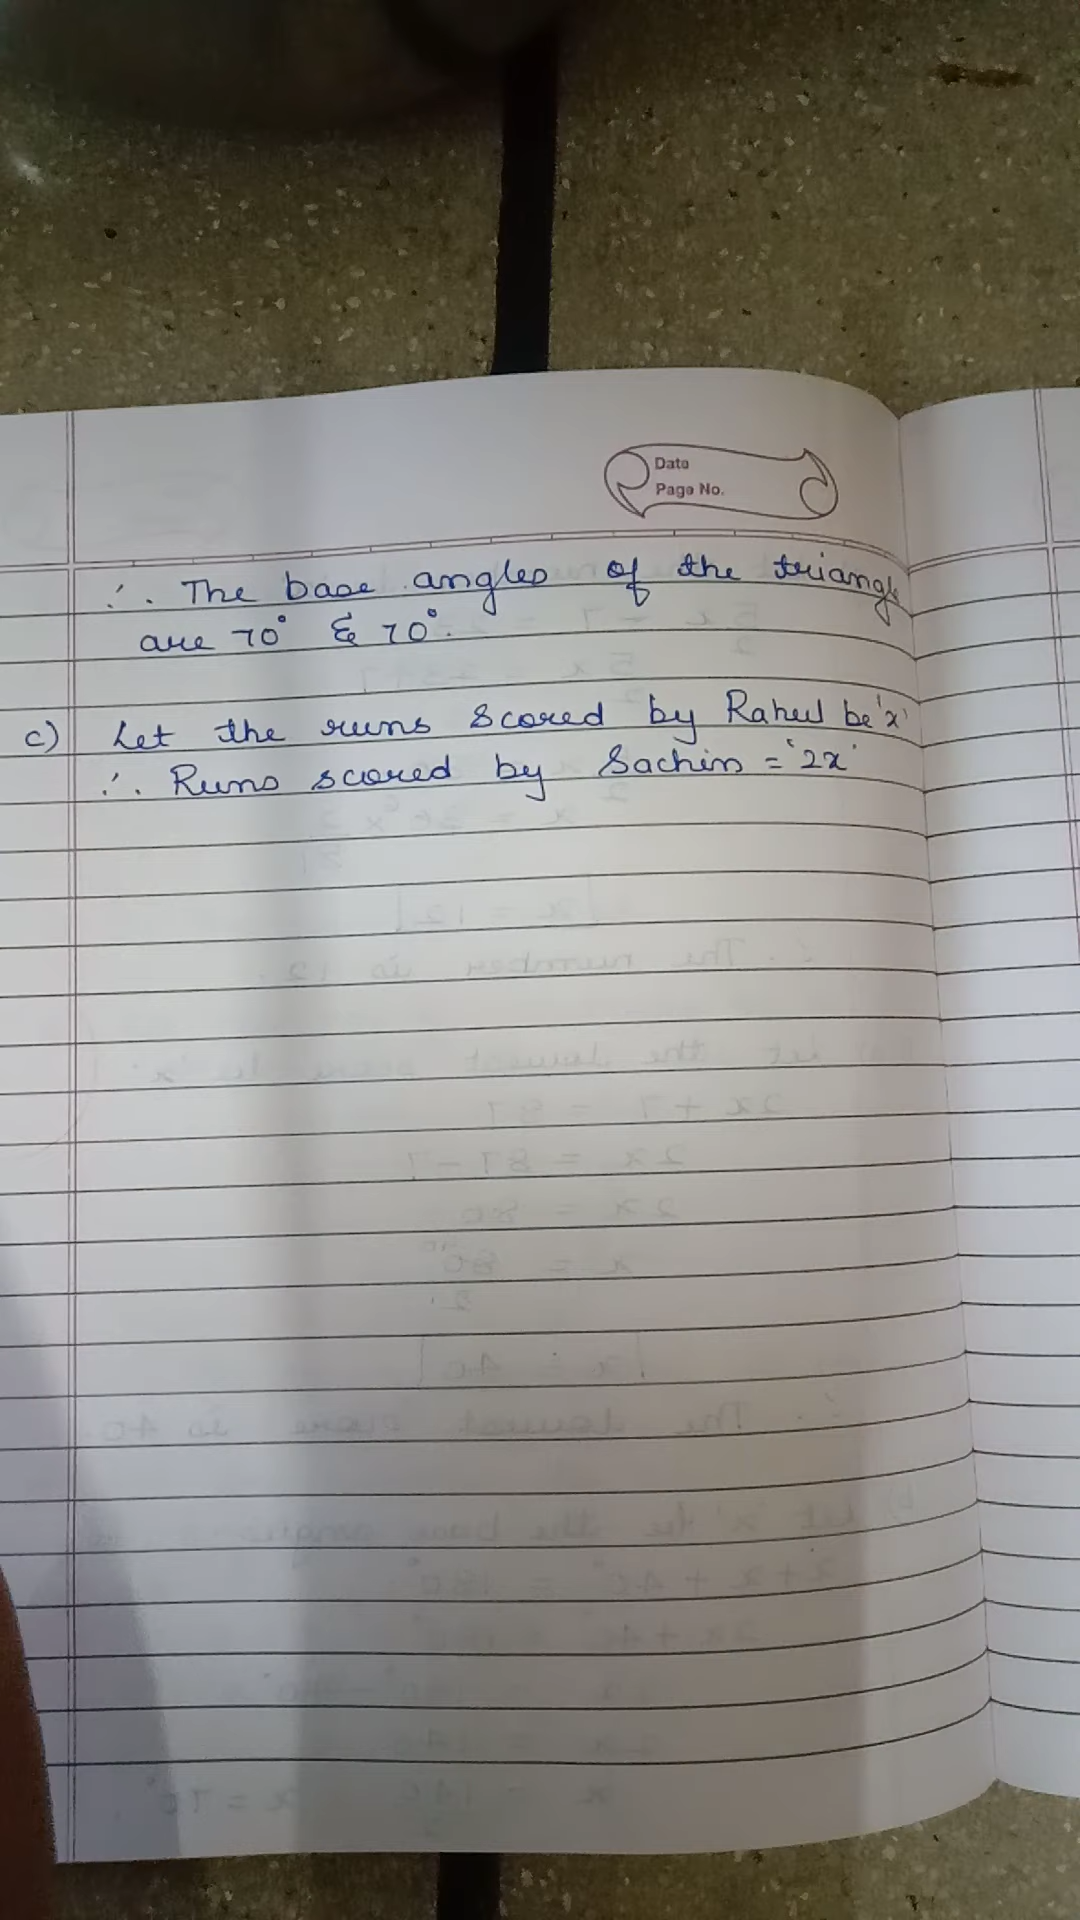 Date
Page No.
∴ The base angles of the triangle
are 70° & 70°.
c) Let the runs scored by Rahul be 'x'
∴ Runs scored by Sachin = '2x'